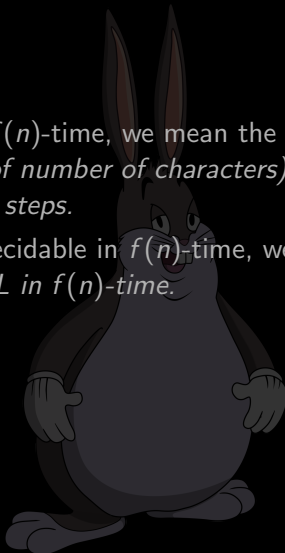 f(n)-time, we mean the
of number of characters)
steps.
ecidable in f(n)-time, we
L in f(n)-time.